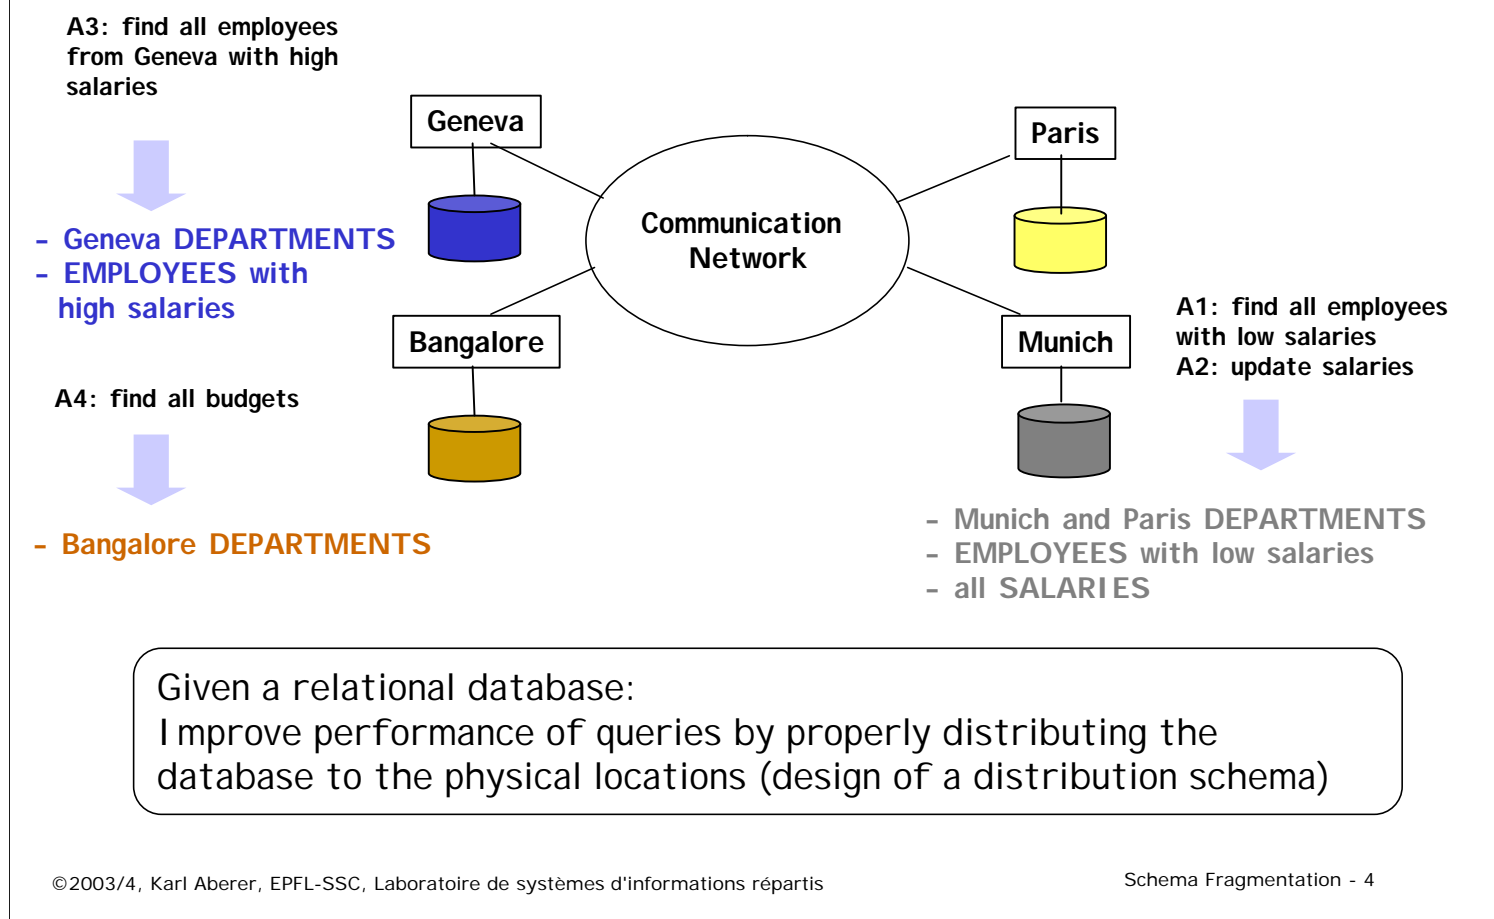 A3: find all employees
from Geneva with high
salaries
Geneva
Paris
Communication
Network
- Geneva DEPARTMENTS
- EMPLOYEES with
high salaries
Bangalore
Munich
A1: find all employees
with low salaries
A2: update salaries
A4: find all budgets
- Bangalore DEPARTMENTS
- Munich and Paris DEPARTMENTS
- EMPLOYEES with low salaries
- all SALARIES
Given a relational database:
Improve performance of queries by properly distributing the
database to the physical locations (design of a distribution schema)
©2003/4, Karl Aberer, EPFL-SSC, Laboratoire de systèmes d'informations répartis
Schema Fragmentation - 4